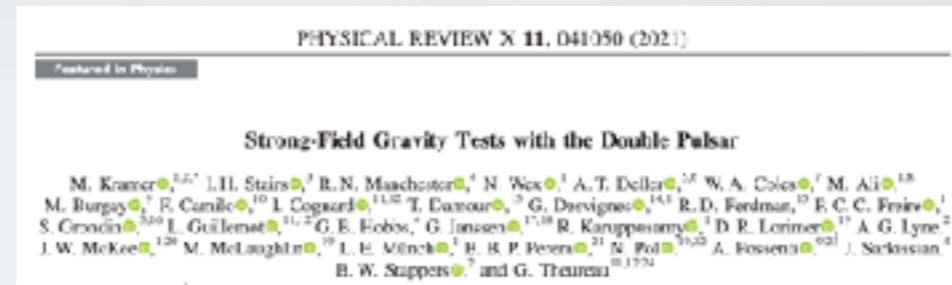 PHYSICAL REVIEW X 11, 041050 (2021)
Featured in Physics
Strong-Field Gravity Tests with the Double Pulsar
M. Kramer, I.H. Stairs, R.N. Manchester, N. Wex, A.T. Deller, W.A. Coles, M. Ali,
M. Burgay, F. Camilo, I. Cognard, T. Damour, G. Desvignes, R.D. Ferdman, P.C.C. Freire,
S. Grondin, L. Guillemot, G.B. Hobbs, G. Janssen, R. Karuppusamy, D.R. Lorimer, A.G. Lyne,
J.W. McKee, M. McLaughlin, L.E. Münch, B.B.P. Perera, N. Pol, A. Possenti, J. Sarkissian,
B.W. Stappers, and G. Theureau